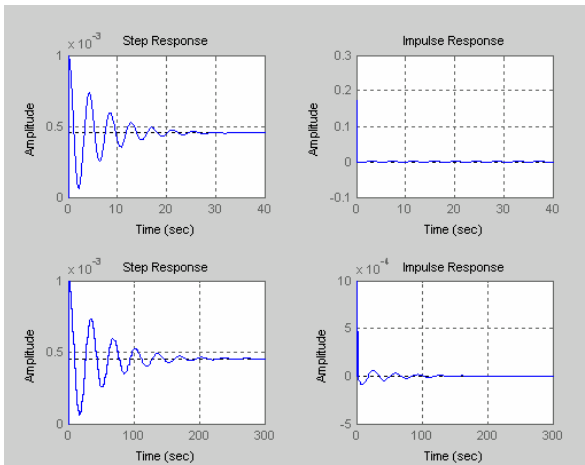 Step Response
x 10^-3
Amplitude
1
0.5
0
0 10 20 30 40
Time (sec)
Impulse Response
Amplitude
0.3
0.2
0.1
0
-0.1
0 10 20 30 40
Time (sec)
Step Response
x 10^-3
Amplitude
1
0.5
0
0 100 200 300
Time (sec)
Impulse Response
x 10^-4
Amplitude
10
5
0
-5
0 100 200 300
Time (sec)